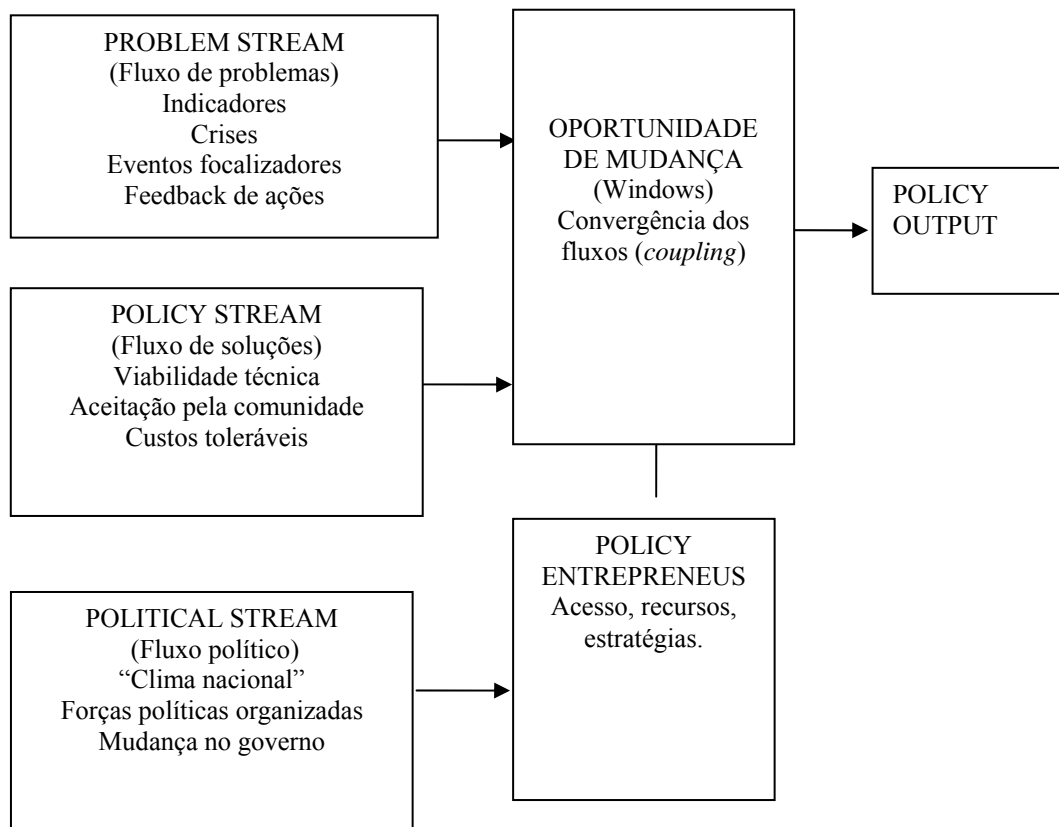 PROBLEM STREAM
(Fluxo de problemas)
Indicadores
Crises
Eventos focalizadores
Feedback de ações
POLICY STREAM
(Fluxo de soluções)
Viabilidade técnica
Aceitação pela comunidade
Custos toleráveis
POLITICAL STREAM
(Fluxo político)
“Clima nacional”
Forças políticas organizadas
Mudança no governo
OPORTUNIDADE
DE MUDANÇA
(Windows)
Convergência dos
fluxos (coupling)
POLICY
ENTREPRENEUS
Acesso, recursos,
estratégias.
POLICY
OUTPUT